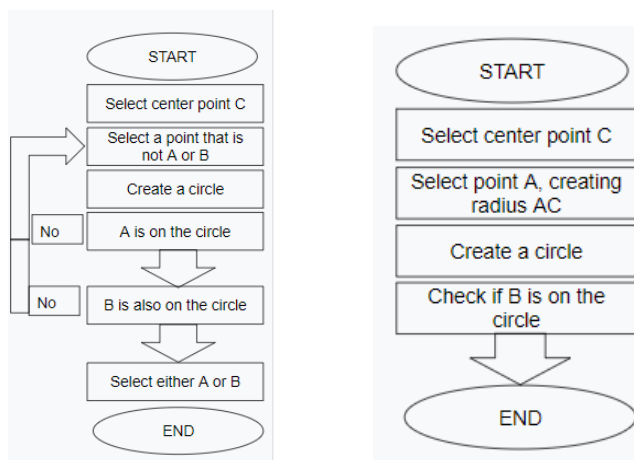 START
Select center point C
Select a point that is
not A or B
Create a circle
No
A is on the circle
No
B is also on the circle
Select either A or B
END
START
Select center point C
Select point A, creating
radius AC
Create a circle
Check if B is on the
circle
END